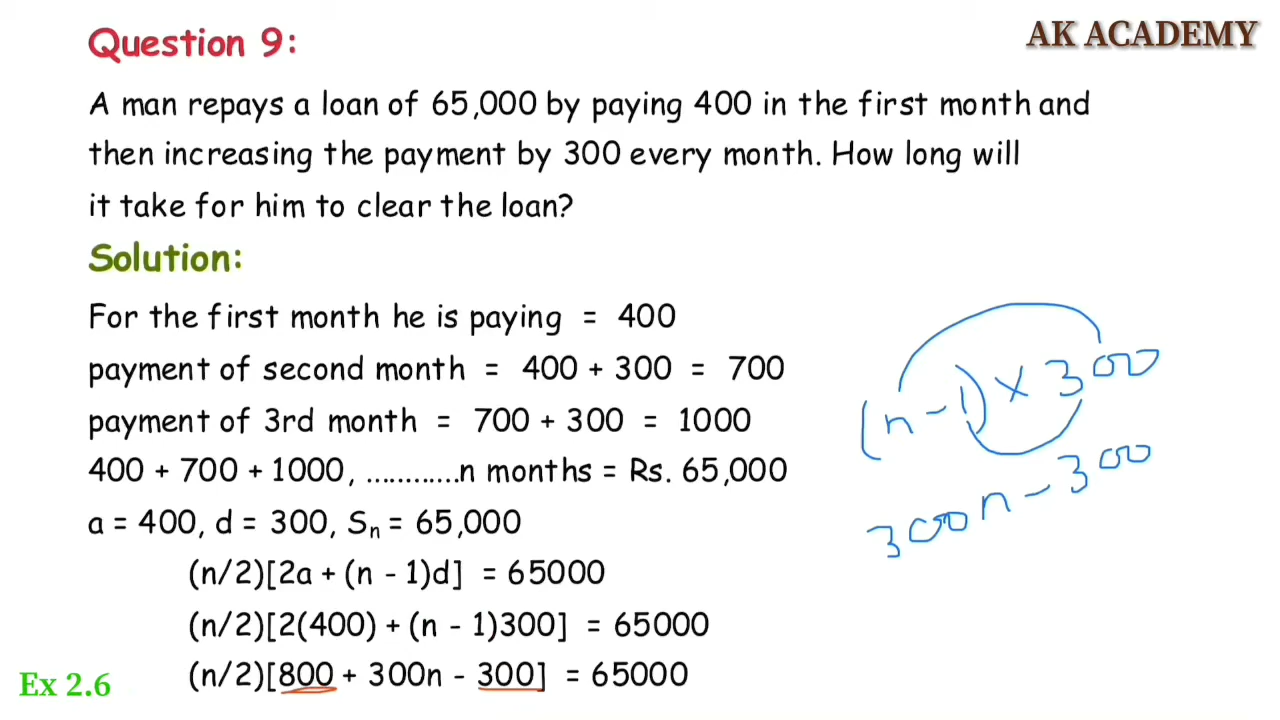 Question 9:
AK ACADEMY
A man repays a loan of 65,000 by paying 400 in the first month and
then increasing the payment by 300 every month. How long will
it take for him to clear the loan?
Solution:
For the first month he is paying = 400
payment of second month = 400 + 300 = 700
payment of 3rd month = 700 + 300 = 1000
400 + 700 + 1000, ............n months = Rs. 65,000
a = 400, d = 300, Sₙ = 65,000
(n/2)[2a + (n - 1)d] = 65000
(n/2)[2(400) + (n - 1)300] = 65000
(n/2)[800 + 300n - 300] = 65000
(n-1) × 300
300n - 300
Ex 2.6